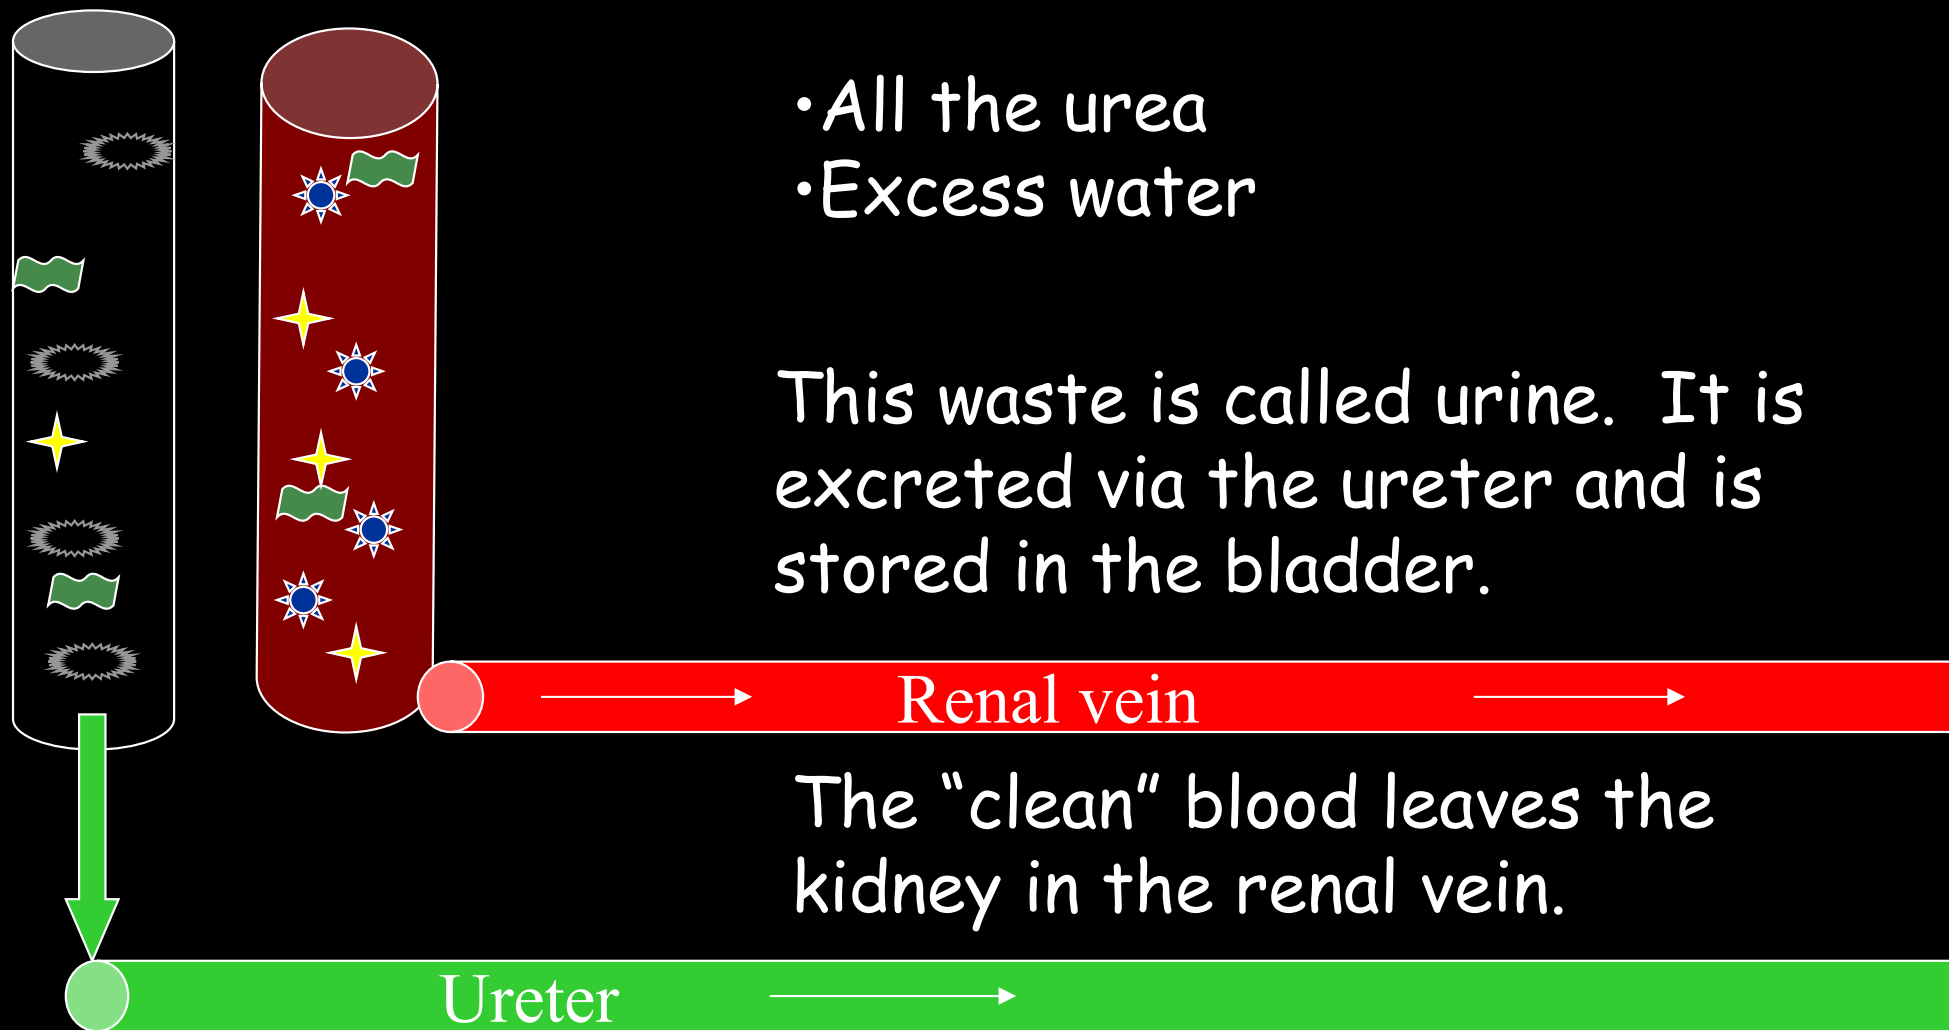 •All the urea
•Excess water
This waste is called urine.  It is
excreted via the ureter and is
stored in the bladder.
Renal vein
The “clean” blood leaves the
kidney in the renal vein.
Ureter